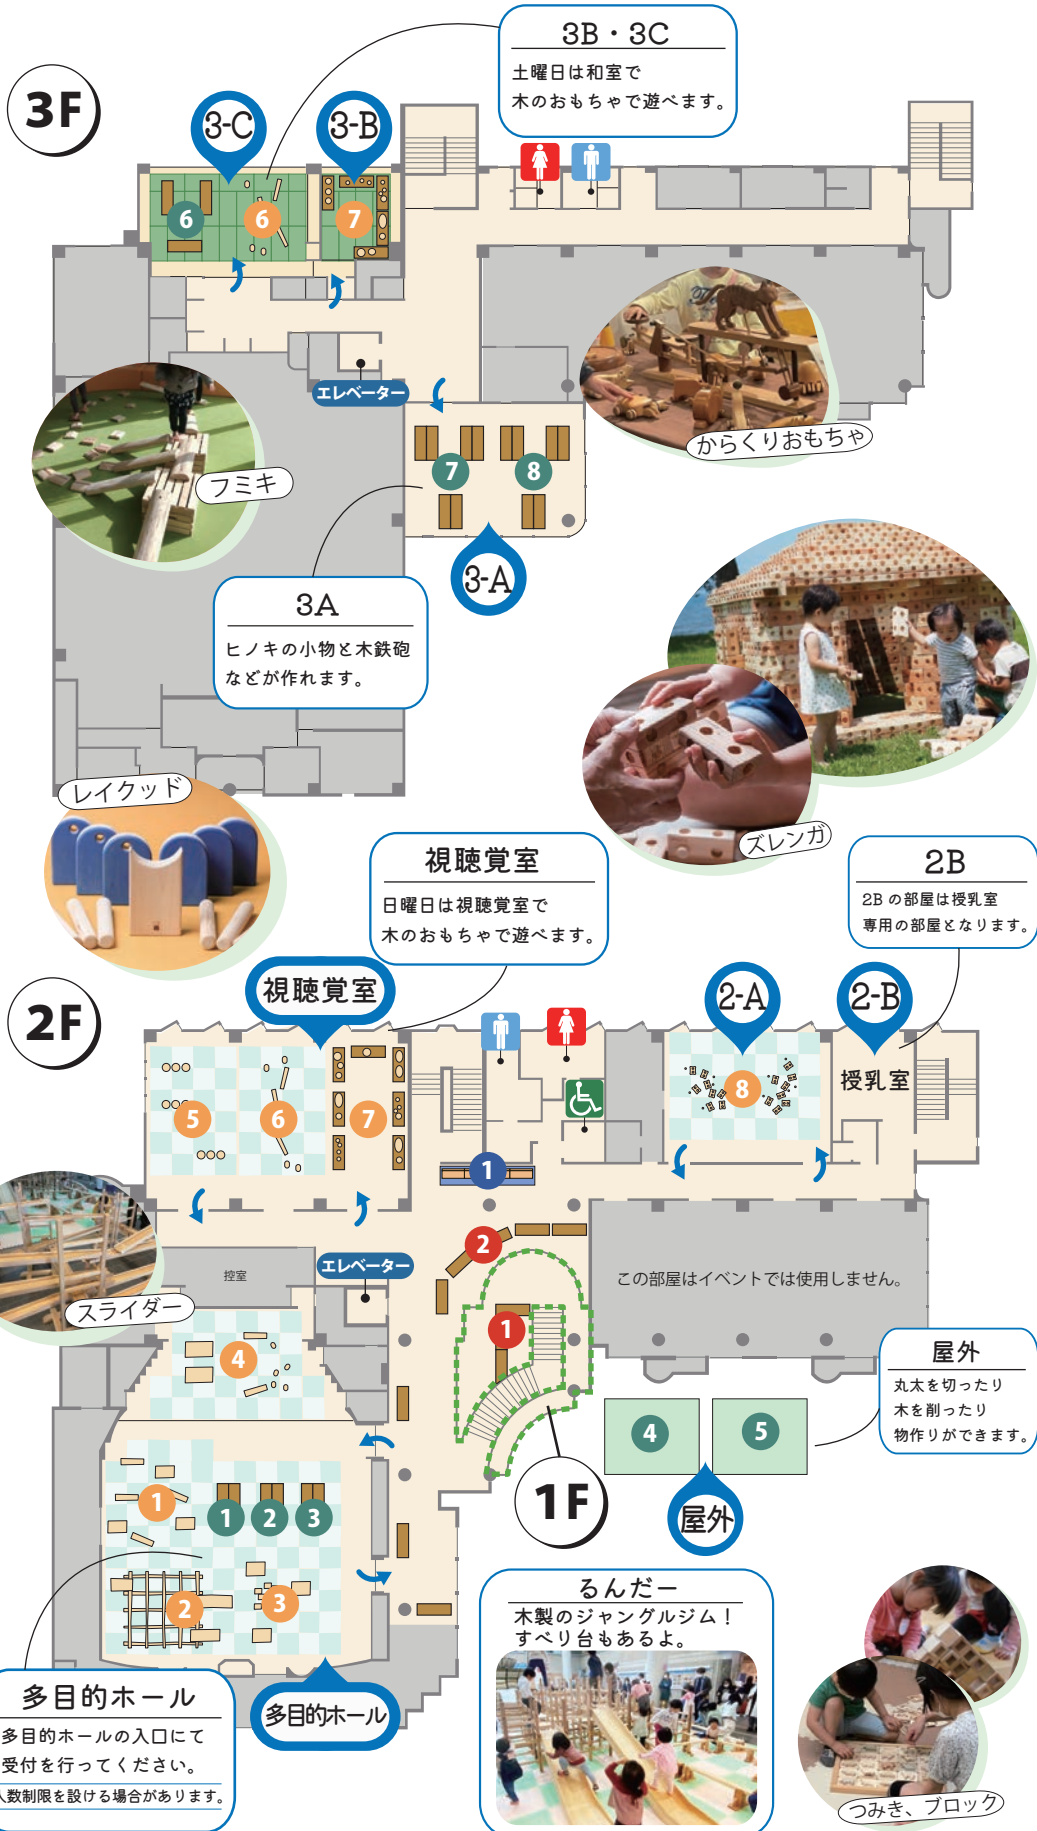 3B・3C
土曜日は和室で
木のおもちゃで遊べます。
3F
3-C
3-B
6
6
7
エレベーター
からくりおもちゃ
フミキ
7
8
3-A
3A
ヒノキの小物と木鉄砲
などが作れます。
レイクッド
ズレンガ
視聴覚室
日曜日は視聴覚室で
木のおもちゃで遊べます。
2B
2Bの部屋は授乳室
専用の部屋となります。
2F
視聴覚室
2-A
2-B
授乳室
5
6
7
8
1
2
エレベーター
控室
スライダー
この部屋はイベントでは使用しません。
1
4
屋外
丸太を切ったり
木を削ったり
物作りができます。
4
5
1F
屋外
1
1
2
3
2
3
るんだー
木製のジャングルジム！
すべり台もあるよ。
多目的ホール
多目的ホールの入口にて
受付を行ってください。
人数制限を設ける場合があります。
多目的ホール
つみき、ブロック